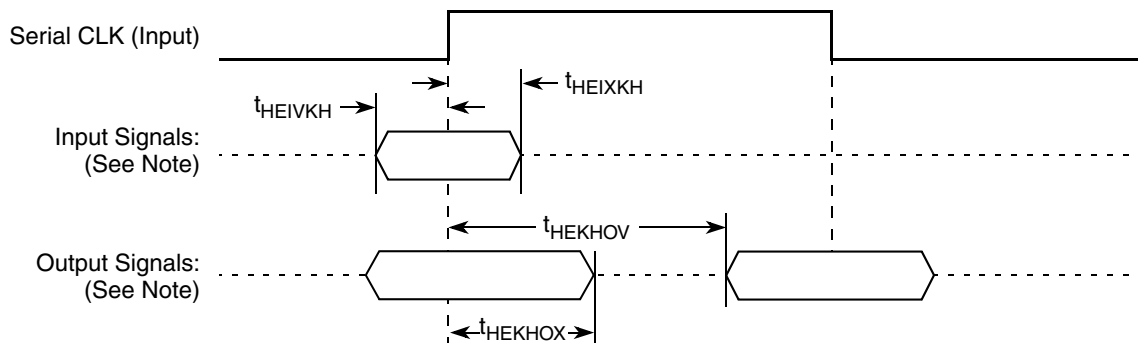 Serial CLK (Input)
tHEIXKH
tHEIVKH
Input Signals:
(See Note)
tHEKHOV
Output Signals:
(See Note)
tHEKHOX